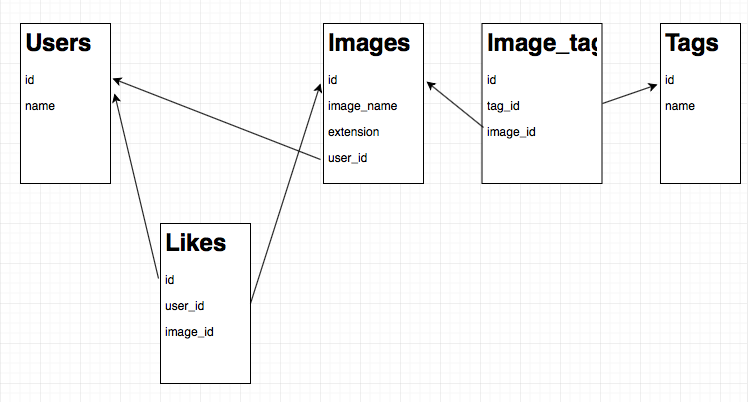 Users
id
name
Images
id
image_name
extension
user_id
Image_tag
id
tag_id
image_id
Tags
id
name
Likes
id
user_id
image_id